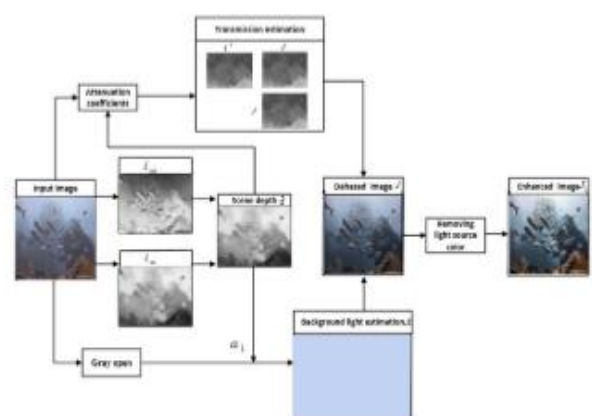 Transmission estimation
Attenuation
coefficients
Input image
Scene depth
Dehazed image
Enhanced image
Removing
light source
color
Background light estimation
Gray open